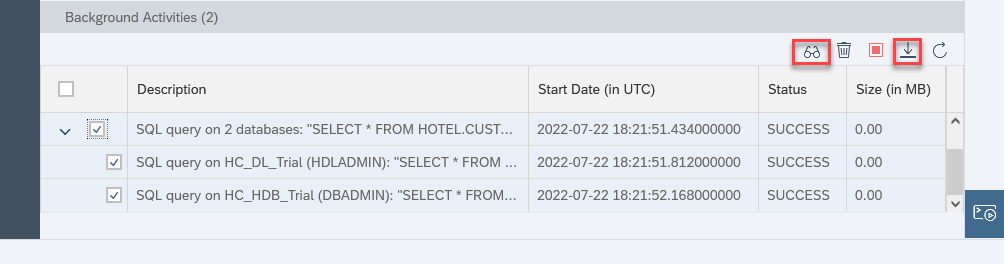 Background Activities (2)
Description Start Date (in UTC) Status Size (in MB)
SQL query on 2 databases: "SELECT * FROM HOTEL.CUST... 2022-07-22 18:21:51.434000000 SUCCESS 0.00
SQL query on HC_DL_Trial (HDLADMIN): "SELECT * FROM ... 2022-07-22 18:21:51.812000000 SUCCESS 0.00
SQL query on HC_HDB_Trial (DBADMIN): "SELECT * FROM... 2022-07-22 18:21:52.168000000 SUCCESS 0.00